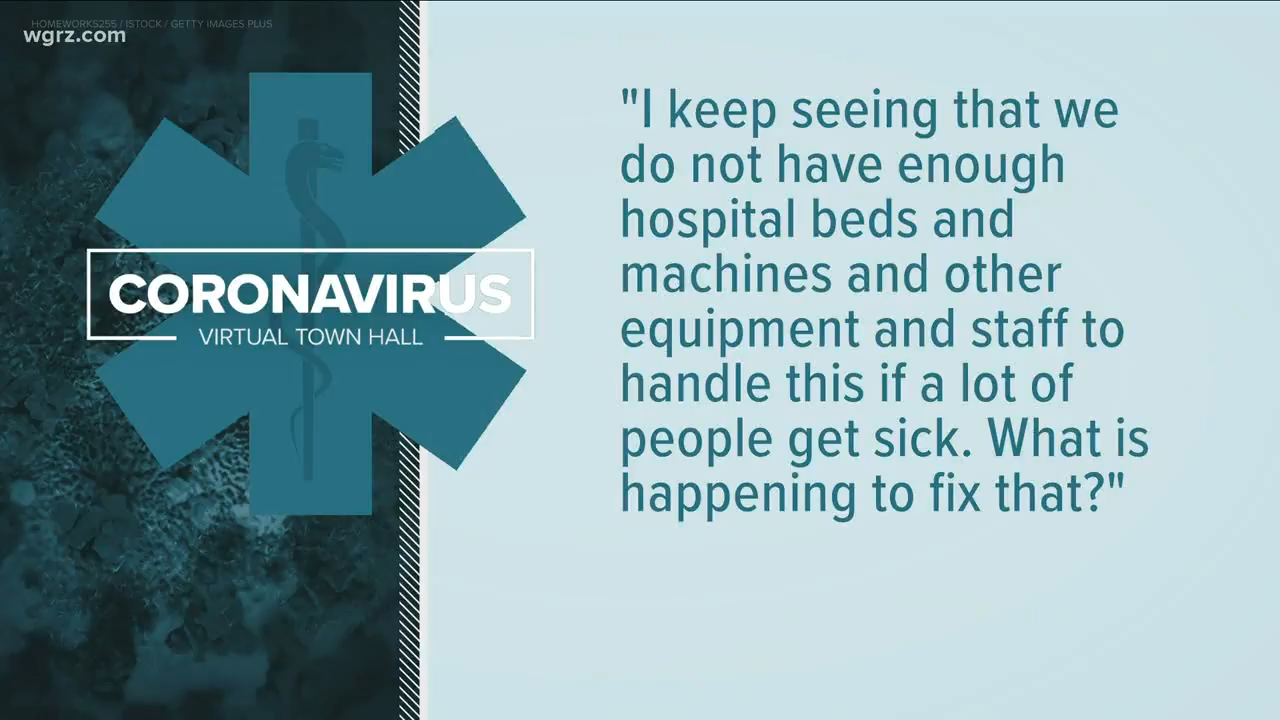 HOMEWORKS255 / ISTOCK / GETTY IMAGES PLUS
wgrz.com
CORONAVIRUS
VIRTUAL TOWN HALL
"I keep seeing that we
do not have enough
hospital beds and
machines and other
equipment and staff to
handle this if a lot of
people get sick. What is
happening to fix that?"